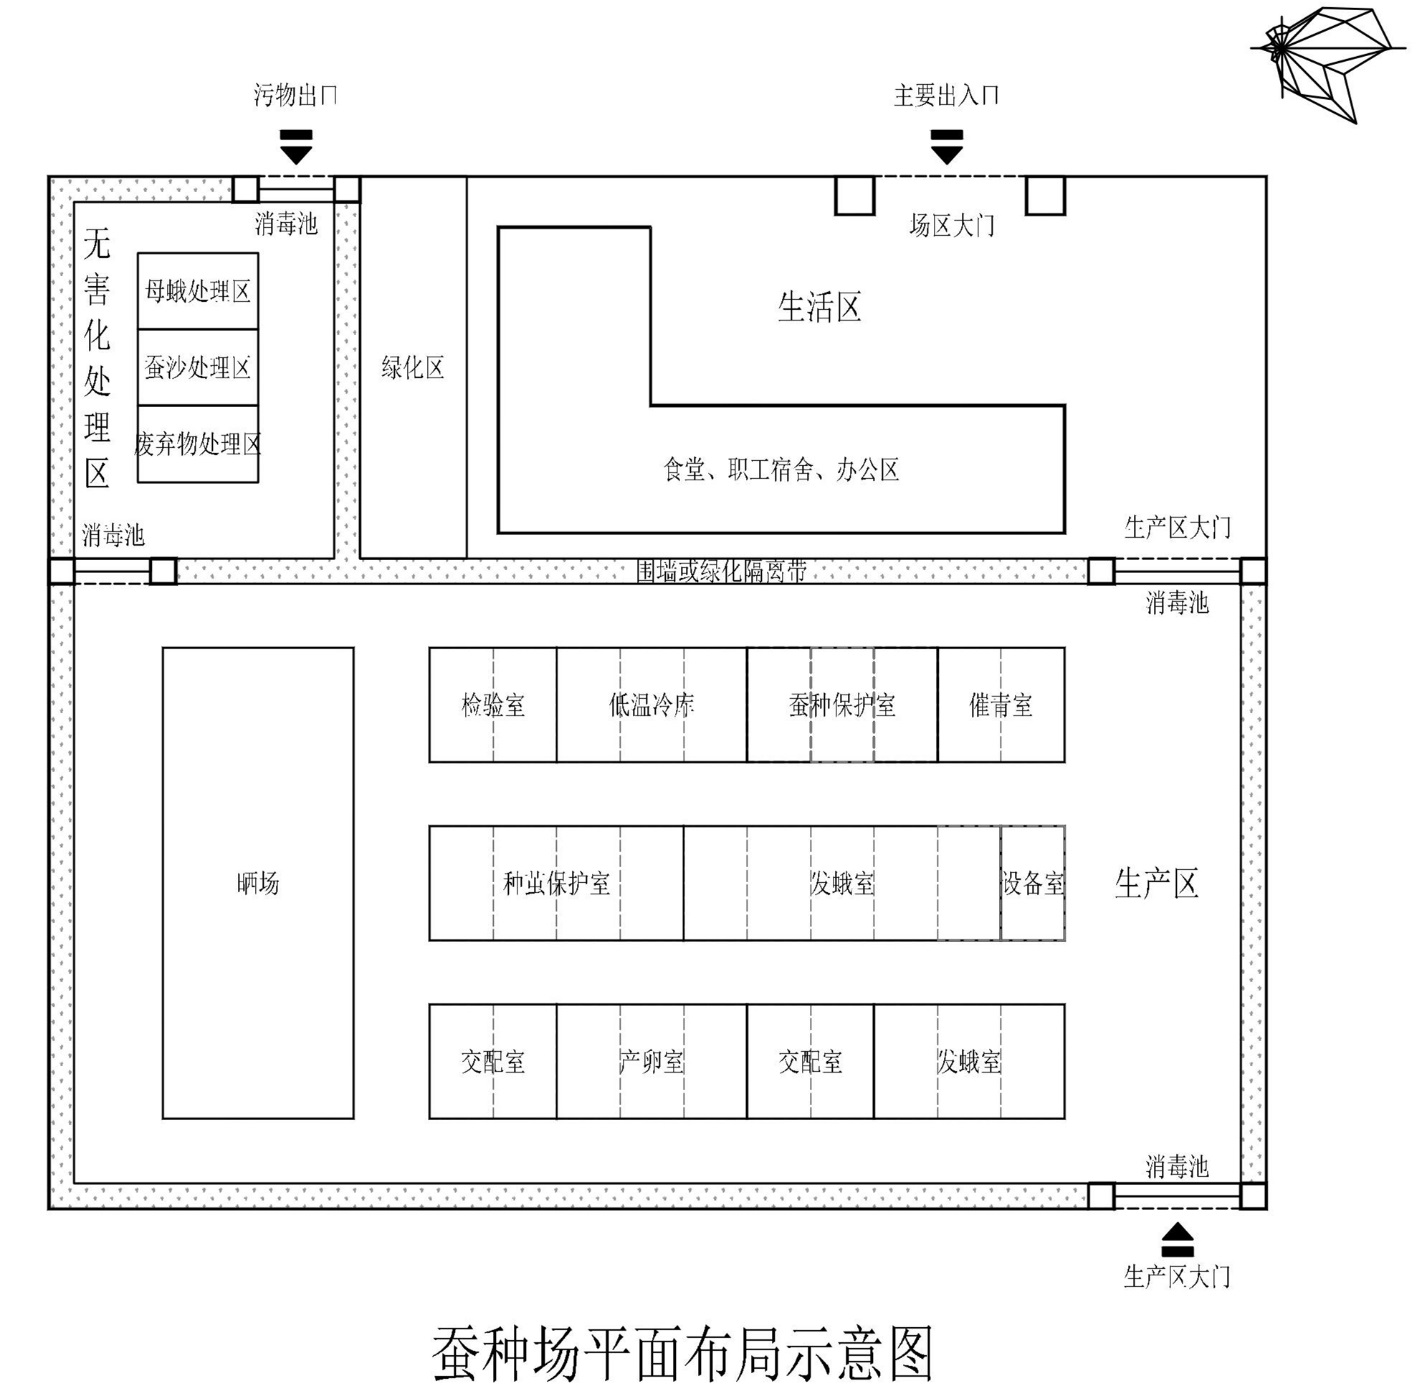 污物出口
主要出入口
消毒池
场区大门
无害化处理区
母蛾处理区
蚕沙处理区
废弃物处理区
绿化区
生活区
食堂、职工宿舍、办公区
消毒池
生产区大门
围墙或绿化隔离带
消毒池
检验室
低温冷库
蚕种保护室
催青室
晒场
种茧保护室
发蛾室
设备室
生产区
交配室
产卵室
交配室
发蛾室
消毒池
生产区大门
蚕种场平面布局示意图